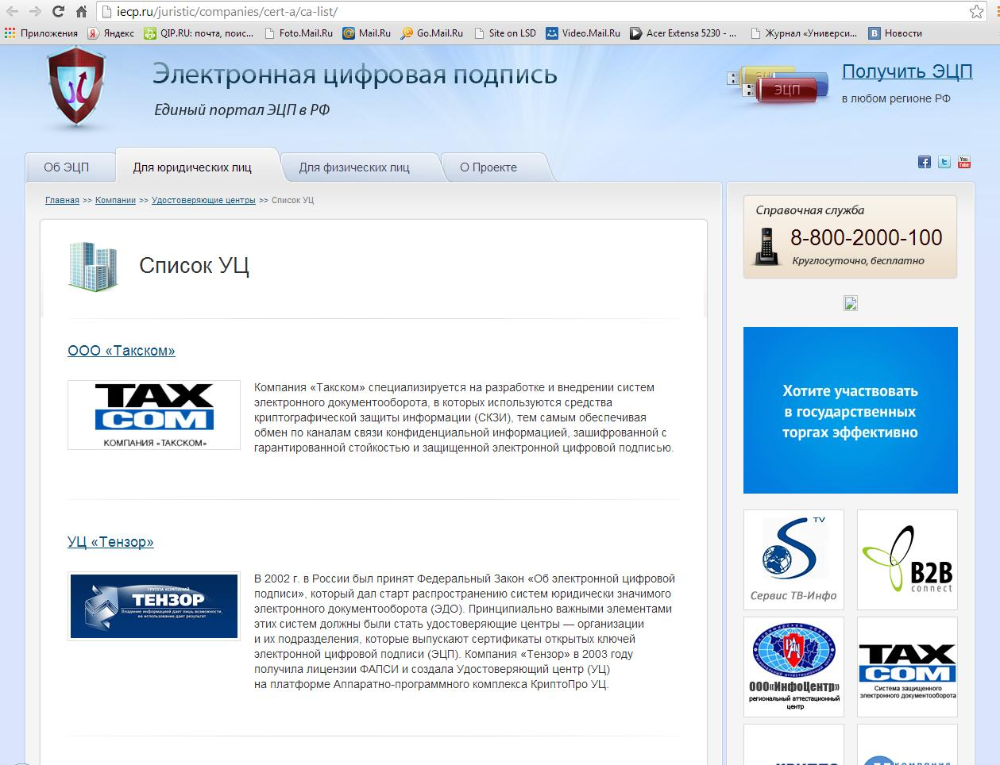 iecp.ru/juristic/companies/cert-a/ca-list/
Приложения
Яндекс
QIP.RU: почта, поис...
Foto.Mail.Ru
Mail.Ru
Go.Mail.Ru
Site on LSD
Video.Mail.Ru
Acer Extensa 5230 - ...
Журнал «Универси...
Новости
Электронная цифровая подпись
Единый портал ЭЦП в РФ
ЭЦП
Получить ЭЦП
в любом регионе РФ
Об ЭЦП
Для юридических лиц
Для физических лиц
О Проекте
Главная >> Компании >> Удостоверяющие центры >> Список УЦ
Список УЦ
ООО «Такском»
TAX
COM
КОМПАНИЯ «ТАКСКОМ»
Компания «Такском» специализируется на разработке и внедрении систем
электронного документооборота, в которых используются средства
криптографической защиты информации (СКЗИ), тем самым обеспечивая
обмен по каналам связи конфиденциальной информацией, зашифрованной с
гарантированной стойкостью и защищенной электронной цифровой подписью.
УЦ «Тензор»
ГРУППА КОМПАНИЙ
ТЕНЗОР
Владение информацией дает лишь возможности,
ее использование дает результат
В 2002 г. в России был принят Федеральный Закон «Об электронной цифровой
подписи», который дал старт распространению систем юридически значимого
электронного документооборота (ЭДО). Принципиально важными элементами
этих систем должны были стать удостоверяющие центры — организации
и их подразделения, которые выпускают сертификаты открытых ключей
электронной цифровой подписи (ЭЦП). Компания «Тензор» в 2003 году
получила лицензии ФАПСИ и создала Удостоверяющий центр (УЦ)
на платформе Аппаратно-программного комплекса КриптоПро УЦ.
Справочная служба
8-800-2000-100
Круглосуточно, бесплатно
Хотите участвовать
в государственных
торгах эффективно
TV
Сервис ТВ-Инфо
B2B
connect
РАЦ
ООО«ИнфоЦентр»
региональный аттестационный
центр
TAX
COM
Система защищенного
электронного документооборота